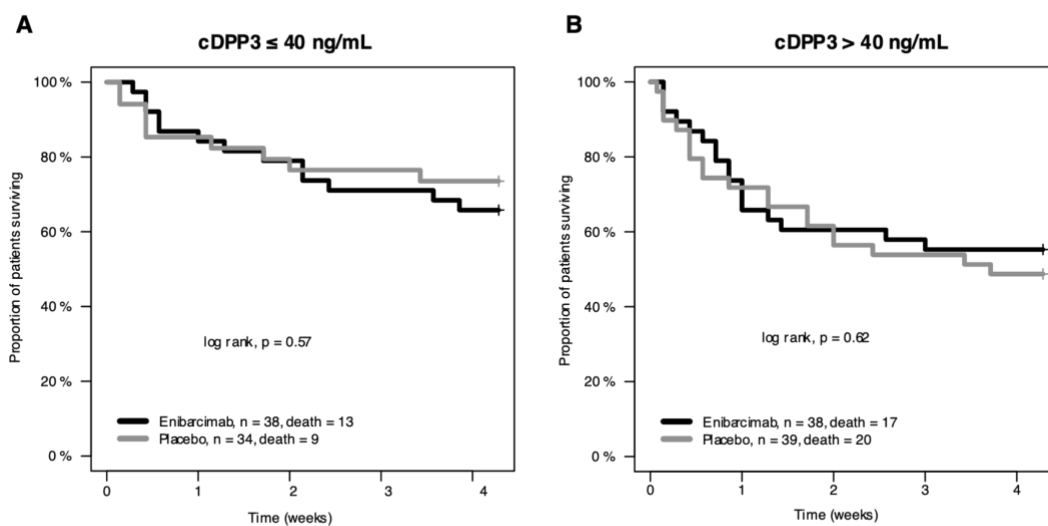 A
cDPP3 ≤ 40 ng/mL
Proportion of patients surviving
100 %
80 %
60 %
40 %
20 %
0 %
log rank, p = 0.57
Enibarcimab, n = 38, death = 13
Placebo, n = 34, death = 9
0 1 2 3 4
Time (weeks)
B
cDPP3 > 40 ng/mL
Proportion of patients surviving
100 %
80 %
60 %
40 %
20 %
0 %
log rank, p = 0.62
Enibarcimab, n = 38, death = 17
Placebo, n = 39, death = 20
0 1 2 3 4
Time (weeks)